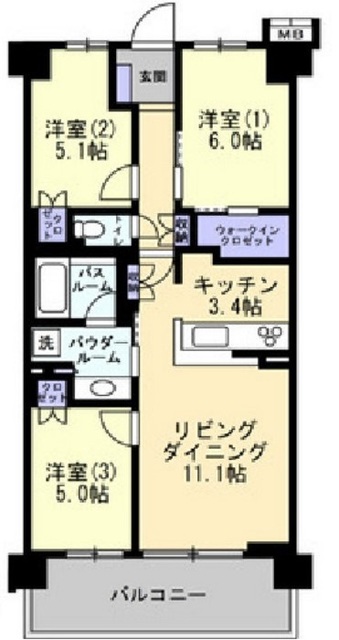 MB
玄関
洋室(1)
6.0帖
洋室(2)
5.1帖
クロ
ゼット
トイレ
収納
ウォークイン
クロゼット
バス
ルーム
収納
キッチン
3.4帖
洗
パウダー
ルーム
クロ
ゼット
リビング
ダイニング
11.1帖
洋室(3)
5.0帖
バルコニー